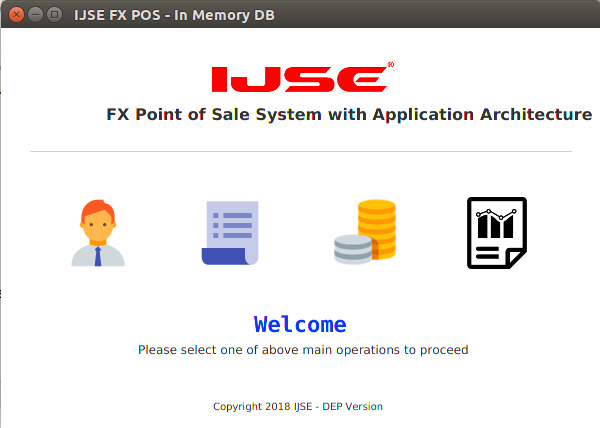 IJSE FX POS - In Memory DB
IJSE®
FX Point of Sale System with Application Architecture
Welcome
Please select one of above main operations to proceed
Copyright 2018 IJSE - DEP Version